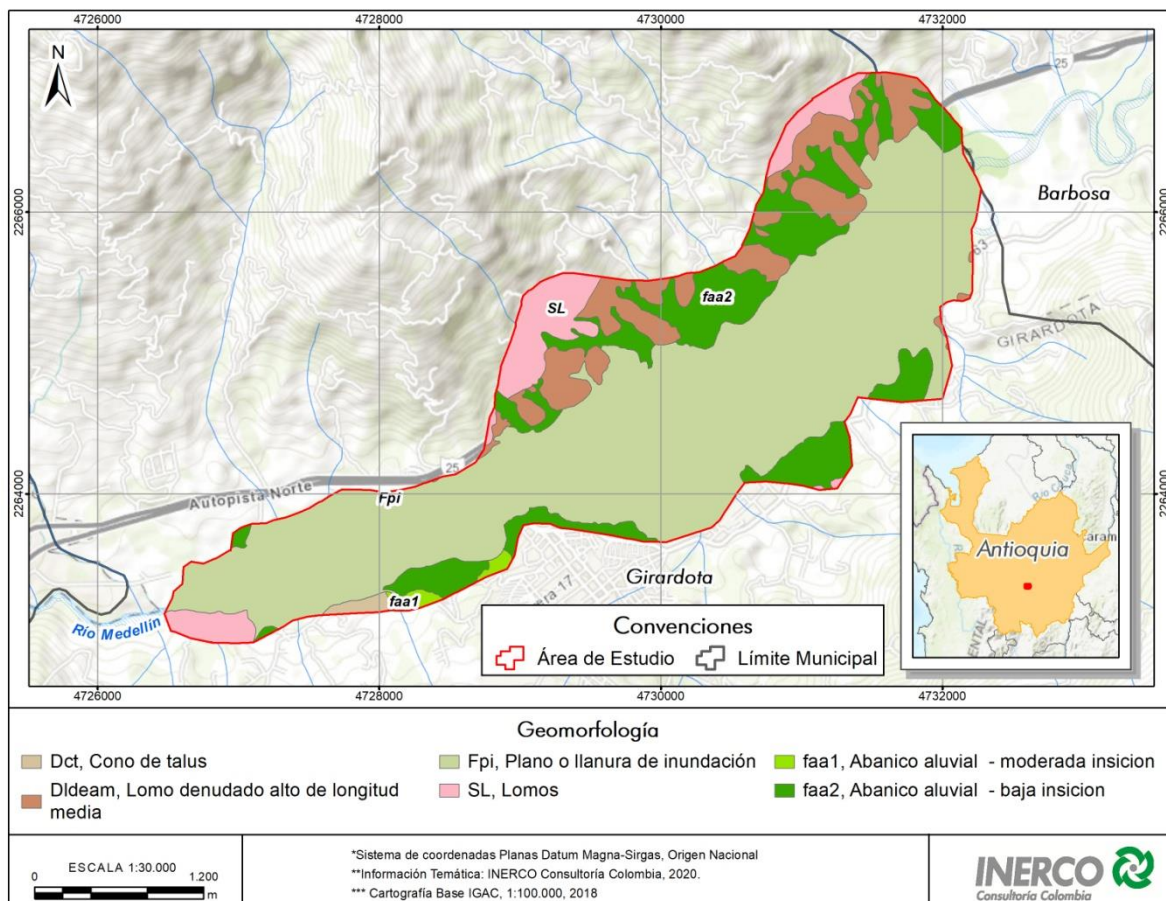 4726000
4728000
4730000
4732000
N
25
Barbosa
2266000
2266000
63
faa2
SL
GIRARDOTA
25
Autopista Norte
Fpi
2264000
2264000
Antioquia
Girardota
faa1
Río Medellín
Convenciones
Área de Estudio
Límite Municipal
4726000
4728000
4730000
4732000
Geomorfología
Dct, Cono de talus
Fpi, Plano o llanura de inundación
faa1, Abanico aluvial - moderada insicion
Dldeam, Lomo denudado alto de longitud
media
SL, Lomos
faa2, Abanico aluvial - baja insicion
ESCALA 1:30.000
0
1.200
m
*Sistema de coordenadas Planas Datum Magna-Sirgas, Origen Nacional
**Información Temática: INERCO Consultoría Colombia, 2020.
*** Cartografía Base IGAC, 1:100.000, 2018
INERCO
Consultoría Colombia